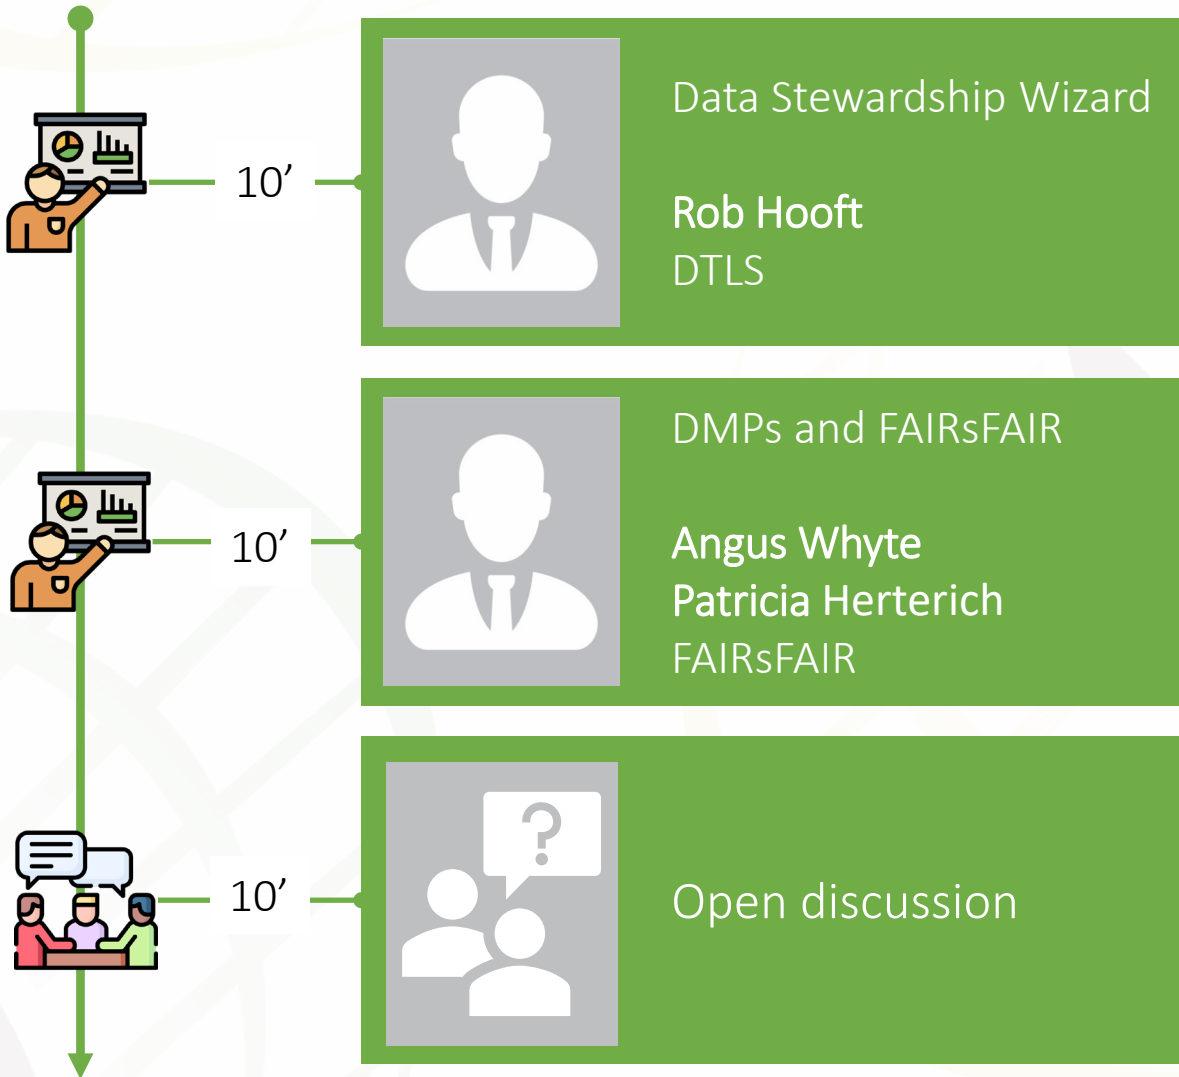 10’
Data Stewardship Wizard
Rob Hooft
DTLS
10’
DMPs and FAIRsFAIR
Angus Whyte
Patricia Herterich
FAIRsFAIR
10’
?
Open discussion